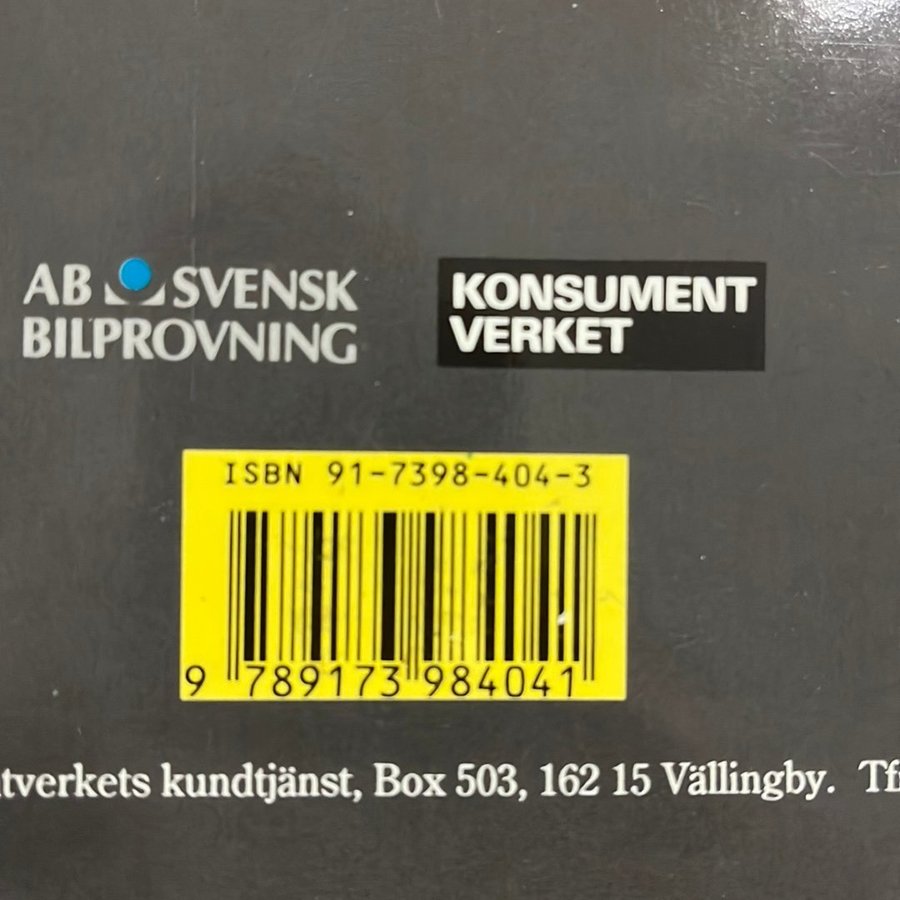 AB SVENSK
BILPROVNING
KONSUMENT
VERKET
ISBN 91-7398-404-3
9 789173 984041
tverkets kundtjänst, Box 503, 162 15 Vällingby. Tf